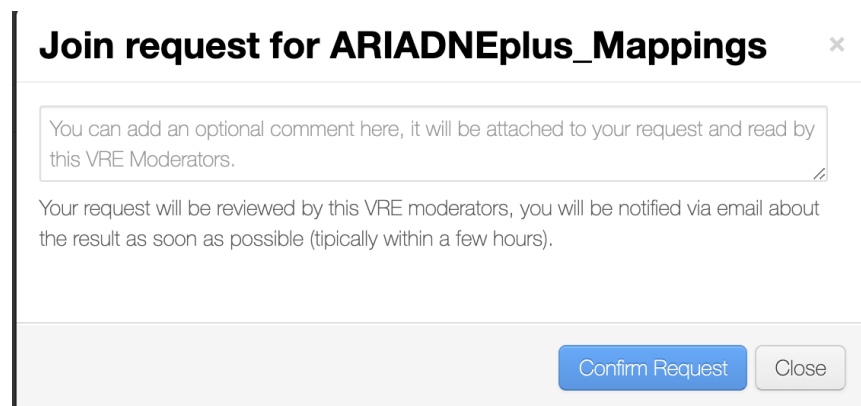 Join request for ARIADNEplus_Mappings ×
You can add an optional comment here, it will be attached to your request and read by
this VRE Moderators.
Your request will be reviewed by this VRE moderators, you will be notified via email about
the result as soon as possible (tipically within a few hours).
Confirm Request Close